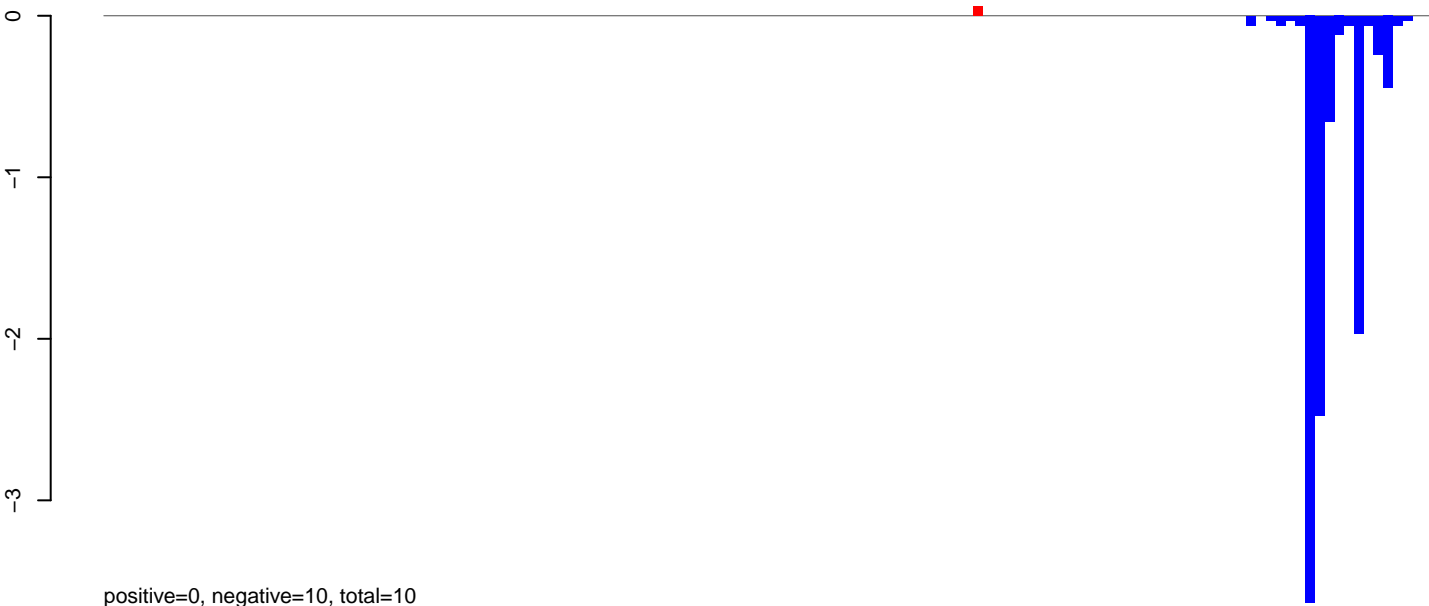 0
−1
−2
−3
positive=0, negative=10, total=10